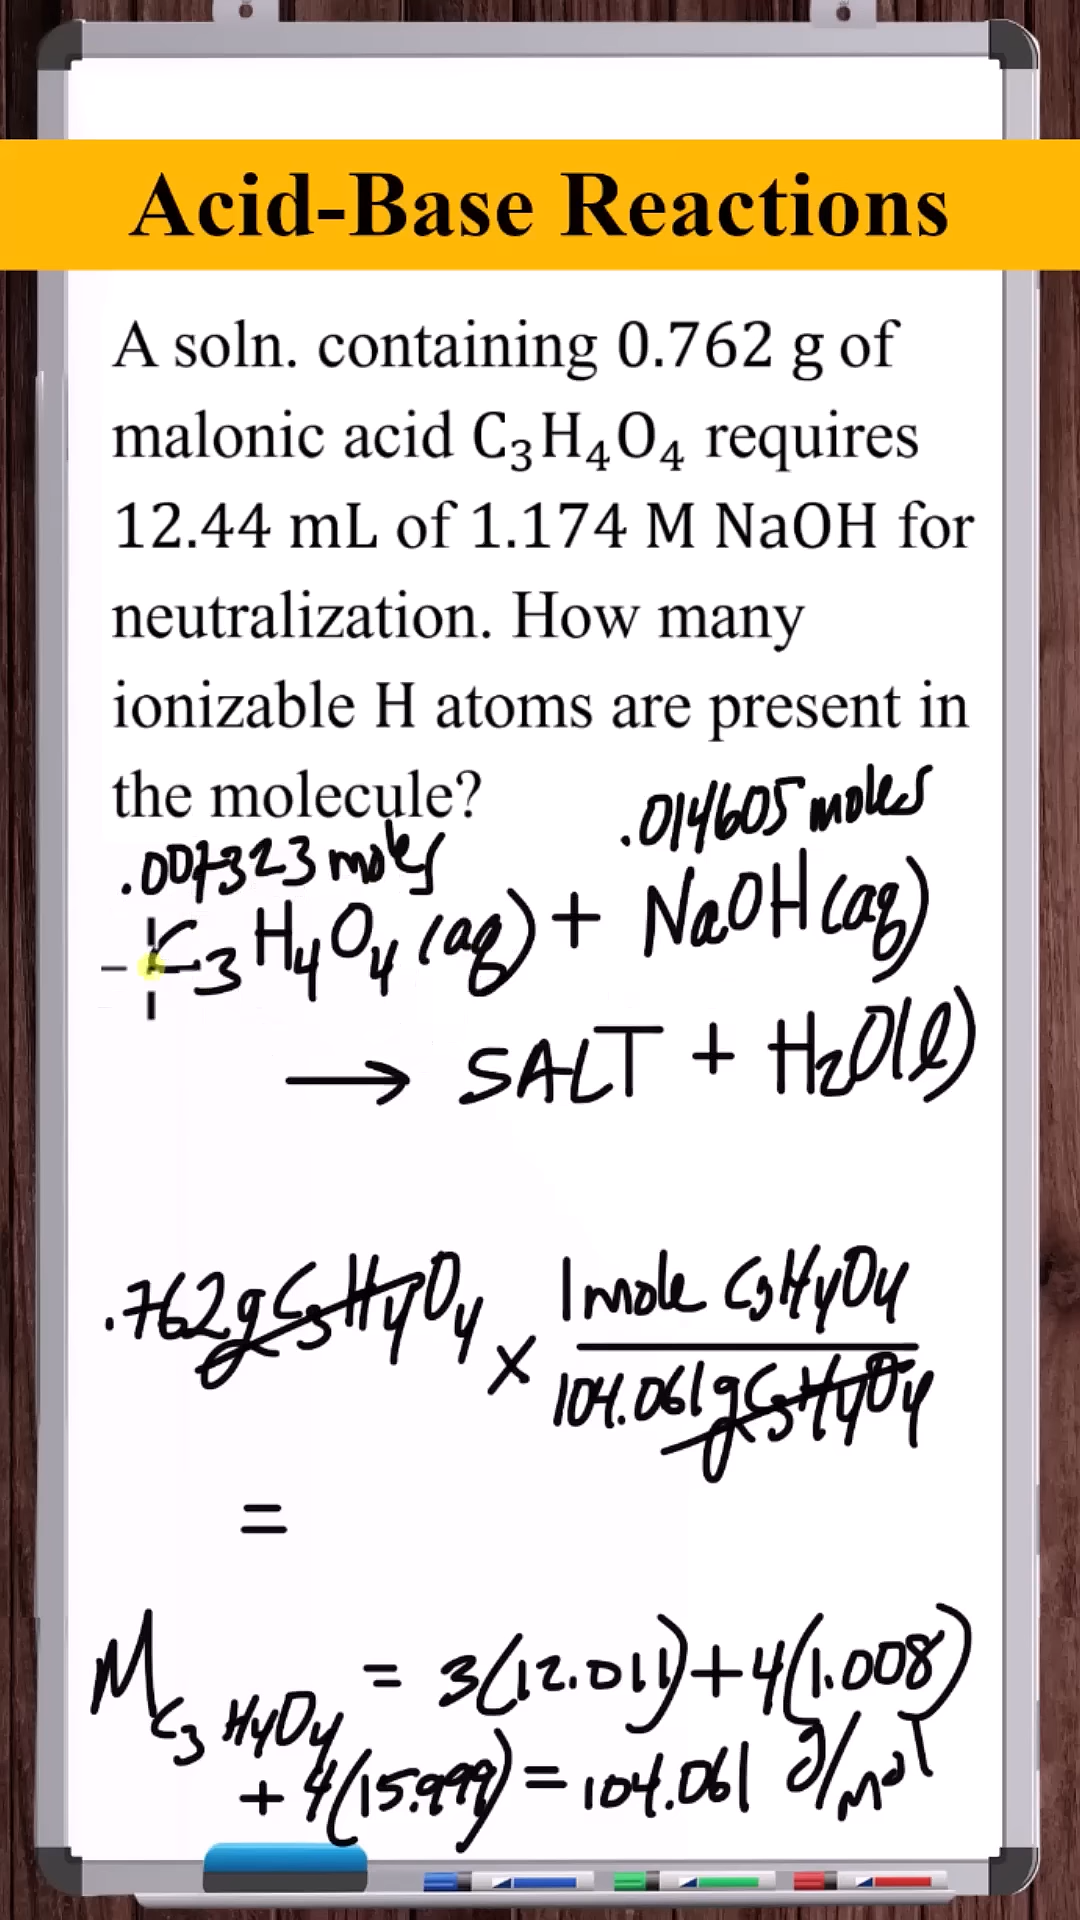 Acid-Base Reactions
A soln. containing 0.762 g of
malonic acid C₃H₄O₄ requires
12.44 mL of 1.174 M NaOH for
neutralization. How many
ionizable H atoms are present in
the molecule?
.007323 moles .014605 moles
C₃H₄O₄ (aq) + NaOH (aq)
→ SALT + H₂O(l)
.762g C₃H₄O₄ × 1 mole C₃H₄O₄
104.061g C₃H₄O₄
=
M C₃H₄O₄ = 3(12.011) + 4(1.008)
+ 4(15.999) = 104.061 g/mol